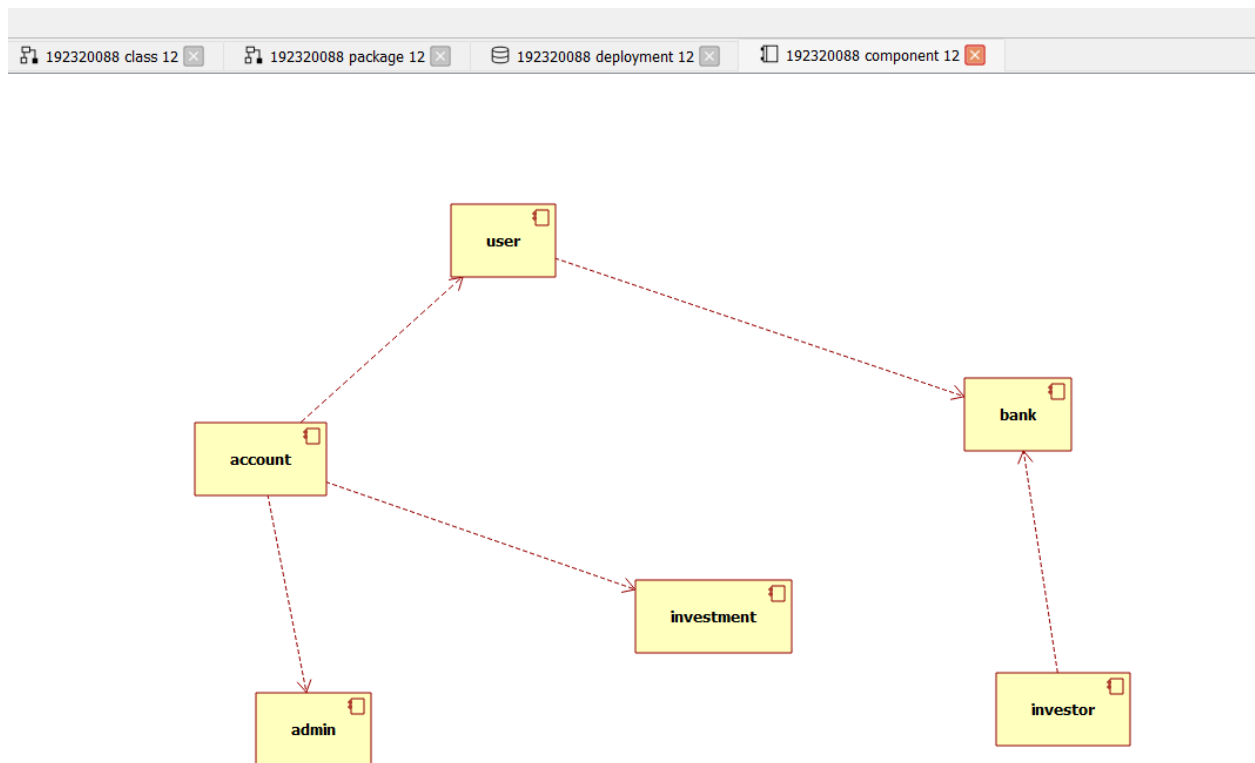 192320088 class 12
192320088 package 12
192320088 deployment 12
192320088 component 12
user
bank
account
investment
investor
admin